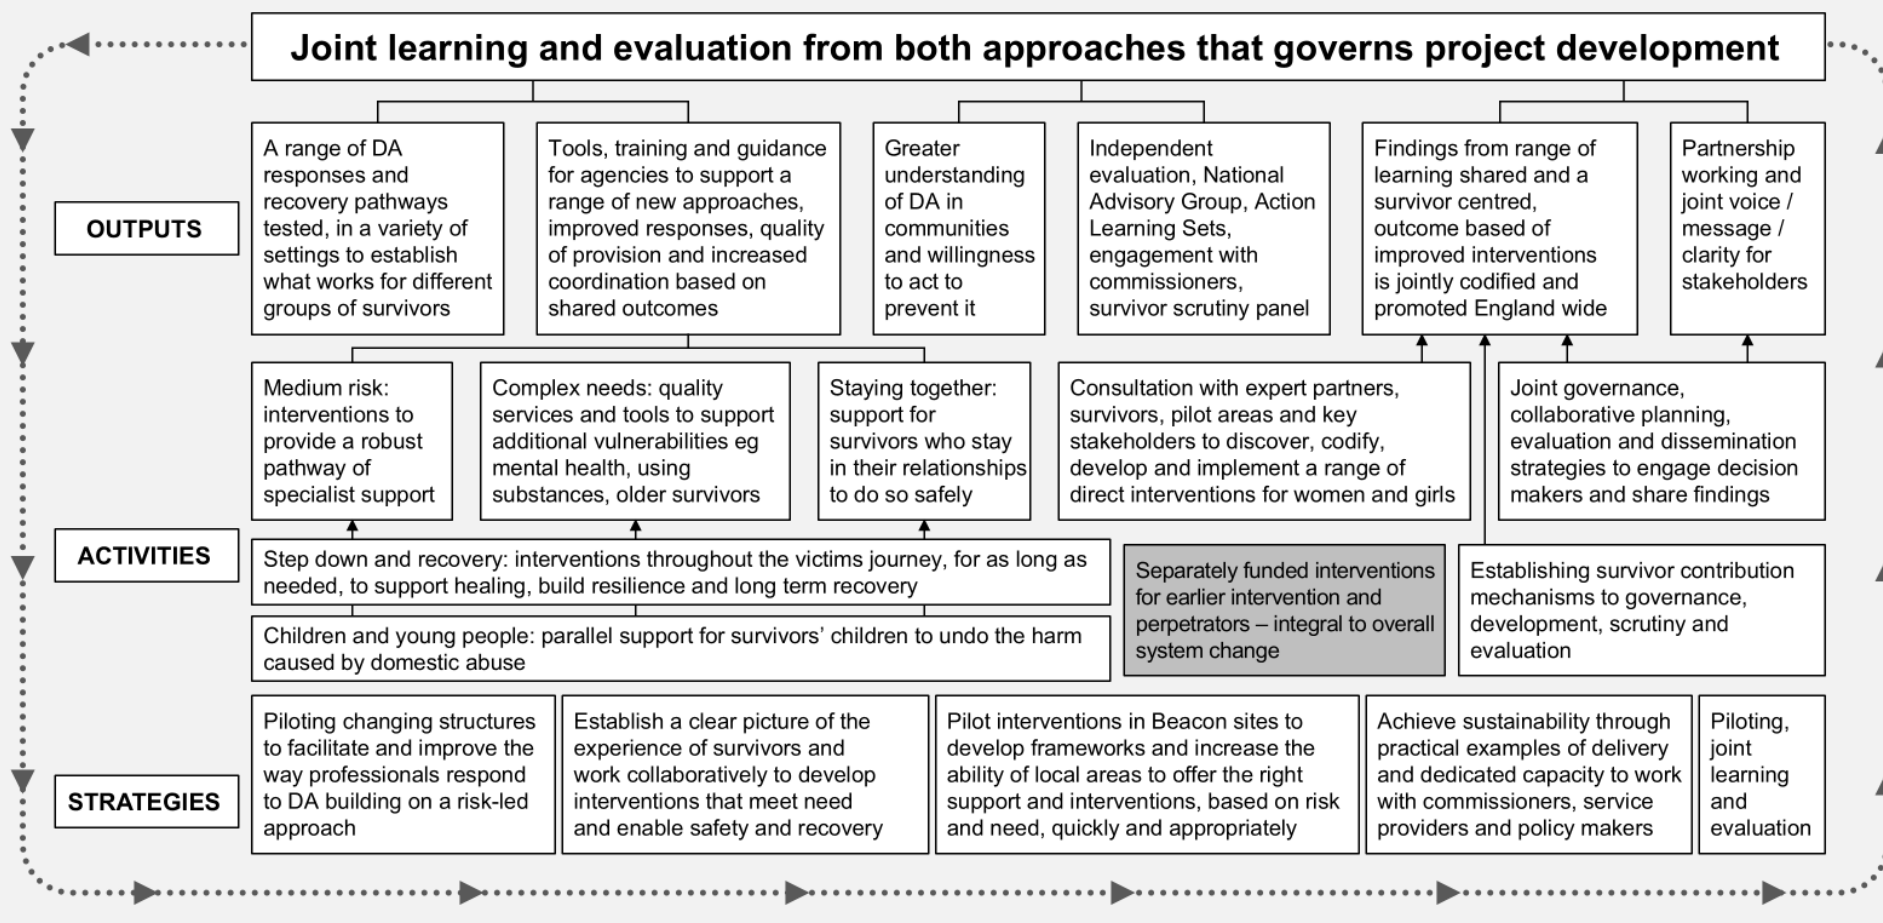 Joint learning and evaluation from both approaches that governs project development
OUTPUTS
A range of DA
responses and
recovery pathways
tested, in a variety of
settings to establish
what works for different
groups of survivors
Tools, training and guidance
for agencies to support a
range of new approaches,
improved responses, quality
of provision and increased
coordination based on
shared outcomes
Greater
understanding
of DA in
communities
and willingness
to act to
prevent it
Independent
evaluation, National
Advisory Group, Action
Learning Sets,
engagement with
commissioners,
survivor scrutiny panel
Findings from range of
learning shared and a
survivor centred,
outcome based of
improved interventions
is jointly codified and
promoted England wide
Partnership
working and
joint voice /
message /
clarity for
stakeholders
ACTIVITIES
Medium risk:
interventions to
provide a robust
pathway of
specialist support
Complex needs: quality
services and tools to support
additional vulnerabilities eg
mental health, using
substances, older survivors
Staying together:
support for
survivors who stay
in their relationships
to do so safely
Consultation with expert partners,
survivors, pilot areas and key
stakeholders to discover, codify,
develop and implement a range of
direct interventions for women and girls
Joint governance,
collaborative planning,
evaluation and dissemination
strategies to engage decision
makers and share findings
Step down and recovery: interventions throughout the victims journey, for as long as
needed, to support healing, build resilience and long term recovery
Children and young people: parallel support for survivors’ children to undo the harm
caused by domestic abuse
Separately funded interventions
for earlier intervention and
perpetrators – integral to overall
system change
Establishing survivor contribution
mechanisms to governance,
development, scrutiny and
evaluation
STRATEGIES
Piloting changing structures
to facilitate and improve the
way professionals respond
to DA building on a risk-led
approach
Establish a clear picture of the
experience of survivors and
work collaboratively to develop
interventions that meet need
and enable safety and recovery
Pilot interventions in Beacon sites to
develop frameworks and increase the
ability of local areas to offer the right
support and interventions, based on risk
and need, quickly and appropriately
Achieve sustainability through
practical examples of delivery
and dedicated capacity to work
with commissioners, service
providers and policy makers
Piloting,
joint
learning
and
evaluation